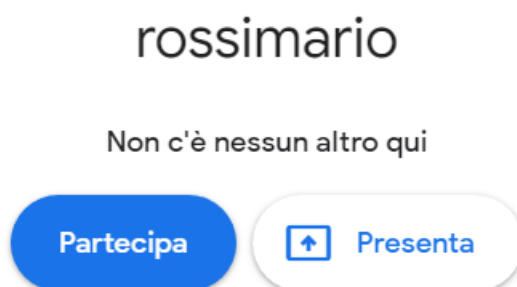 rossimario
Non c'è nessun altro qui
Partecipa
Presenta